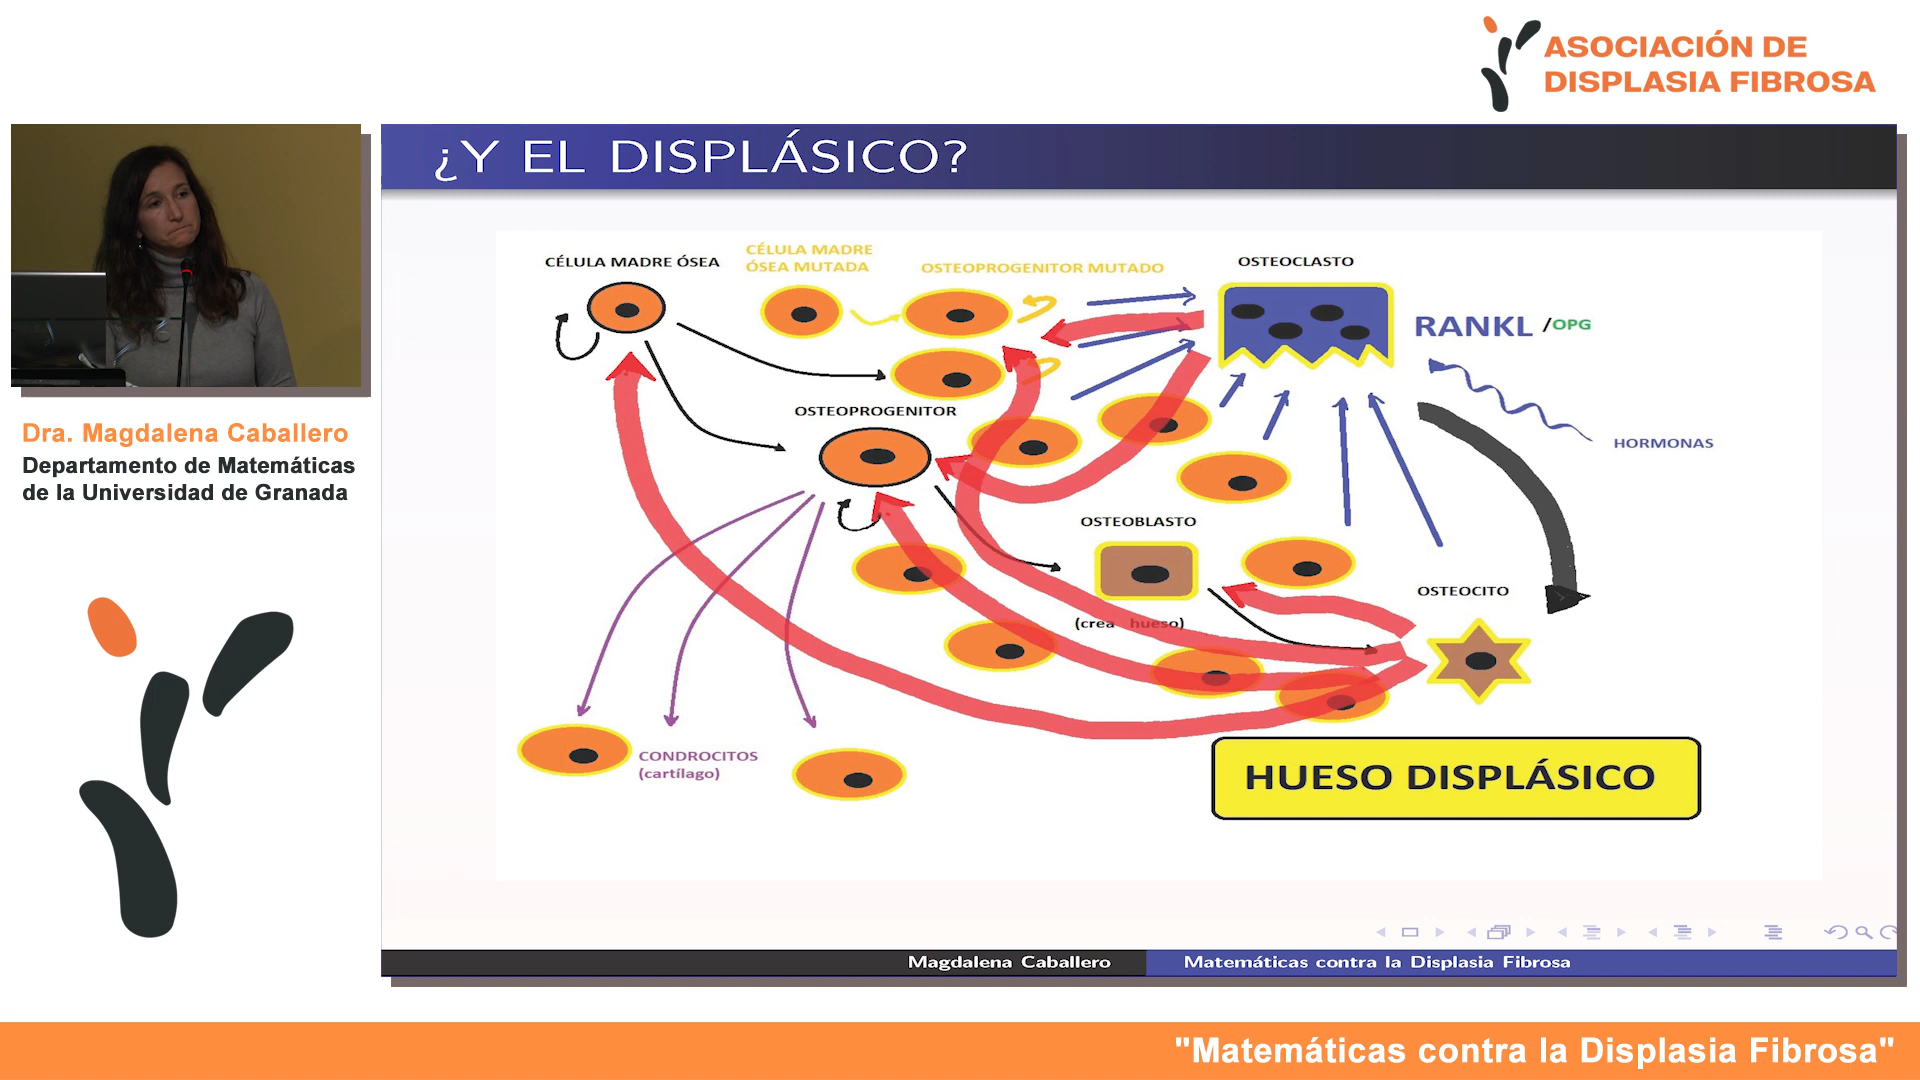 ASOCIACIÓN DE
DISPLASIA FIBROSA
¿Y EL DISPLÁSICO?
CÉLULA MADRE ÓSEA
CÉLULA MADRE
ÓSEA MUTADA
OSTEOPROGENITOR MUTADO
OSTEOCLASTO
RANKL /OPG
HORMONAS
OSTEOPROGENITOR
OSTEOBLASTO
(crea hueso)
OSTEOCITO
CONDROCITOS
(cartílago)
HUESO DISPLÁSICO
Dra. Magdalena Caballero
Departamento de Matemáticas
de la Universidad de Granada
Magdalena Caballero
Matemáticas contra la Displasia Fibrosa
"Matemáticas contra la Displasia Fibrosa"